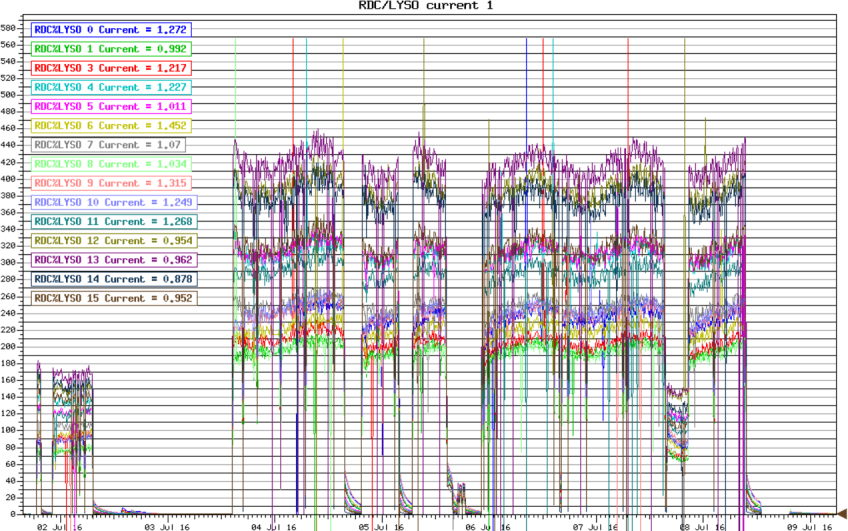 RDC/LYSO current 1
580
560
540
520
500
480
460
440
420
400
380
360
340
320
300
280
260
240
220
200
180
160
140
120
100
80
60
40
20
0
RDC%LYSO 0 Current = 1.272
RDC%LYSO 1 Current = 0.992
RDC%LYSO 3 Current = 1.217
RDC%LYSO 4 Current = 1.227
RDC%LYSO 5 Current = 1.011
RDC%LYSO 6 Current = 1.452
RDC%LYSO 7 Current = 1.07
RDC%LYSO 8 Current = 1.034
RDC%LYSO 9 Current = 1.315
RDC%LYSO 10 Current = 1.249
RDC%LYSO 11 Current = 1.268
RDC%LYSO 12 Current = 0.954
RDC%LYSO 13 Current = 0.962
RDC%LYSO 14 Current = 0.878
RDC%LYSO 15 Current = 0.952
02 Jul 16 03 Jul 16 04 Jul 16 05 Jul 16 06 Jul 16 07 Jul 16 08 Jul 16 09 Jul 16